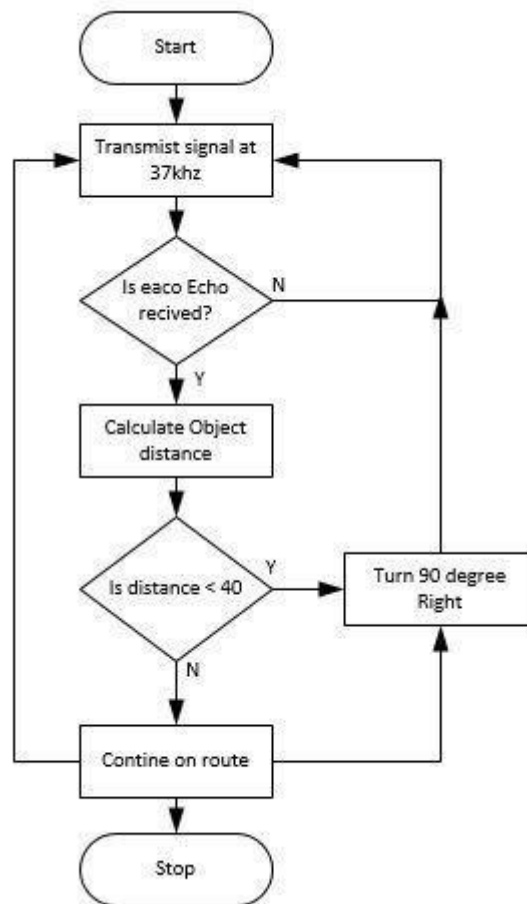 Start
Transmist signal at
37khz
Is eaco Echo
recived?
N
Y
Calculate Object
distance
Is distance < 40
Y
Turn 90 degree
Right
N
Contine on route
Stop